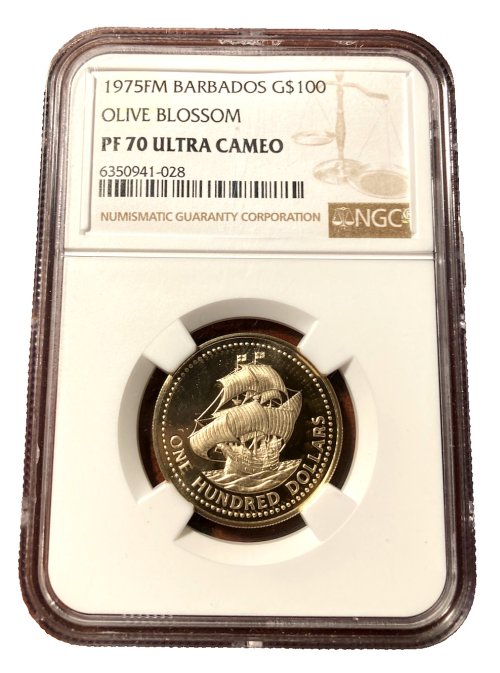 1975FM BARBADOS G$100
OLIVE BLOSSOM
PF 70 ULTRA CAMEO
6350941-028
NUMISMATIC GUARANTY CORPORATION
NGC
ONE HUNDRED DOLLARS